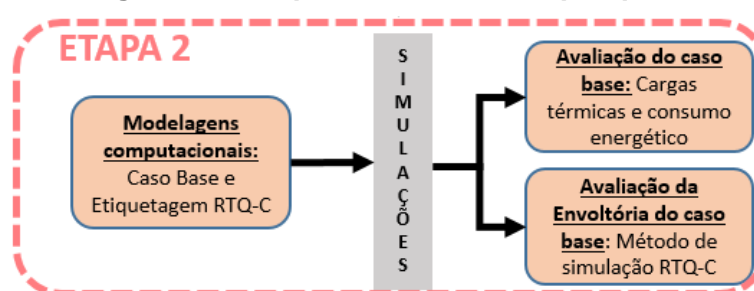 ETAPA 2
Modelagens
computacionais:
Caso Base e
Etiquetagem RTQ-C
SIMULAÇÕES
Avaliação do caso
base: Cargas
térmicas e consumo
energético
Avaliação da
Envoltória do caso
base: Método de
simulação RTQ-C